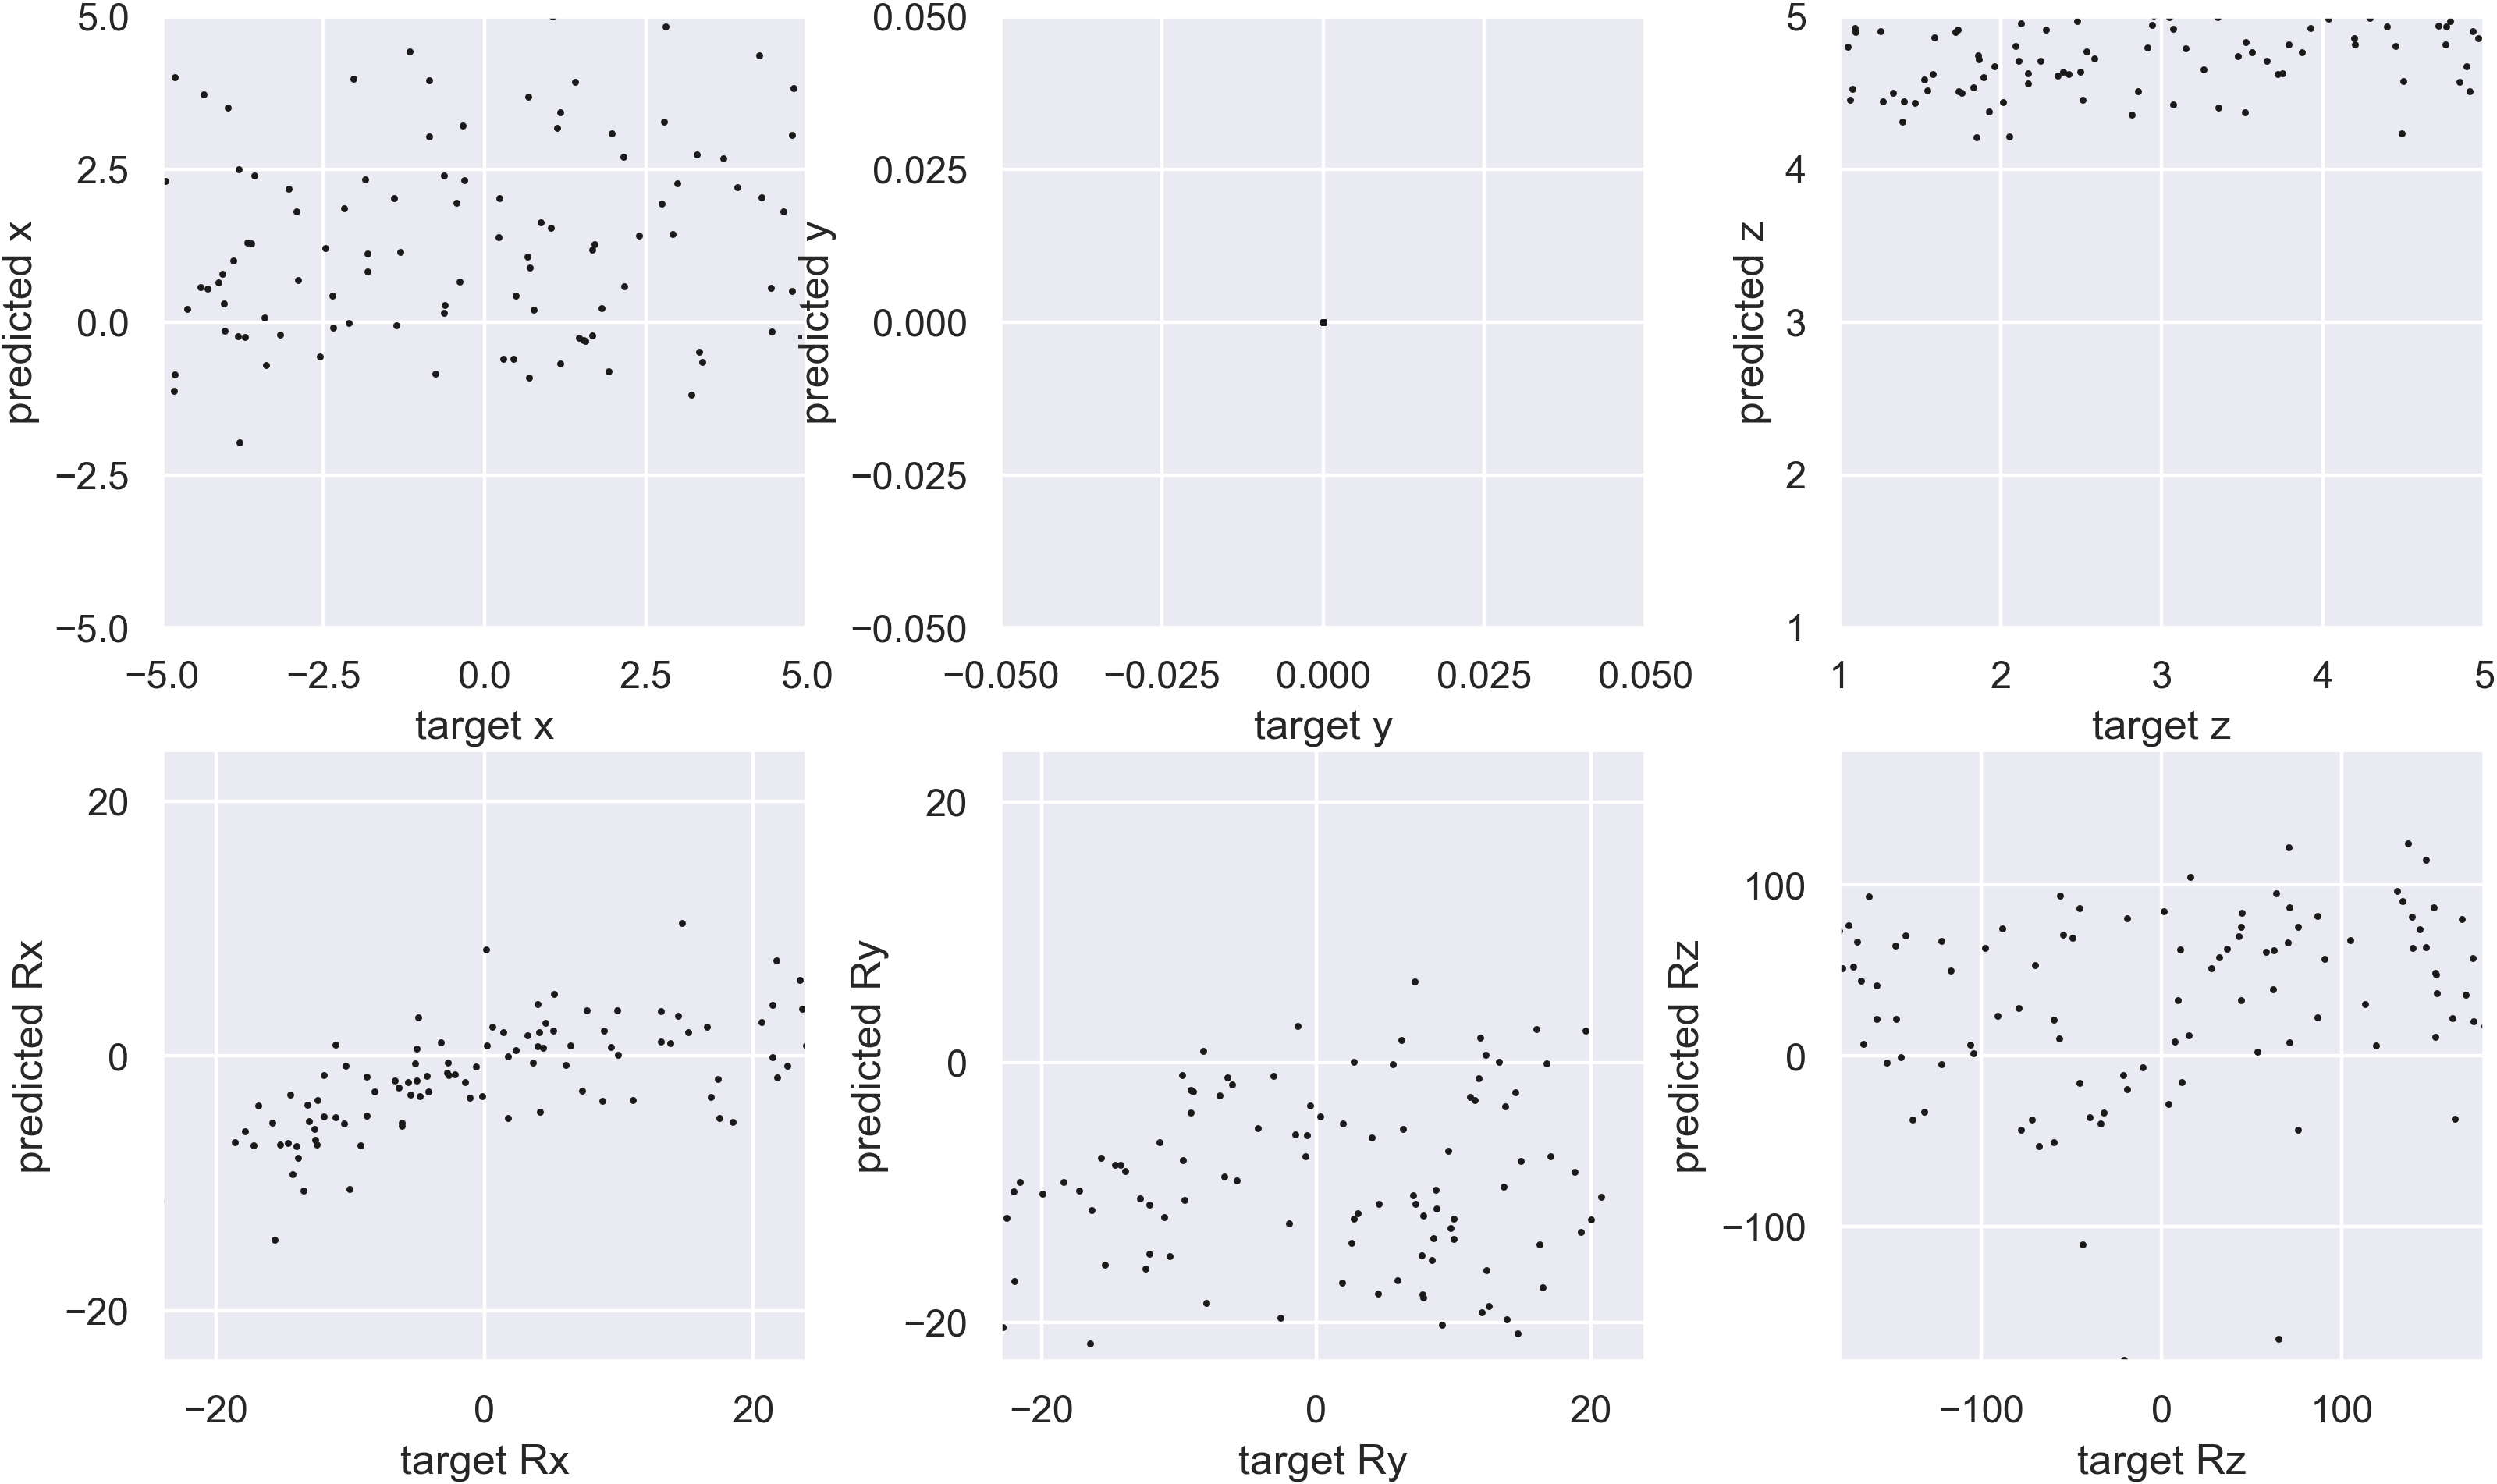 5.0
2.5
0.0
−2.5
−5.0
predicted x
−5.0 −2.5 0.0 2.5 5.0
target x
0.050
0.025
0.000
−0.025
−0.050
predicted y
−0.050 −0.025 0.000 0.025 0.050
target y
5
4
3
2
1
predicted z
1 2 3 4 5
target z
20
0
−20
predicted Rx
−20 0 20
target Rx
20
0
−20
predicted Ry
−20 0 20
target Ry
100
0
−100
predicted Rz
−100 0 100
target Rz